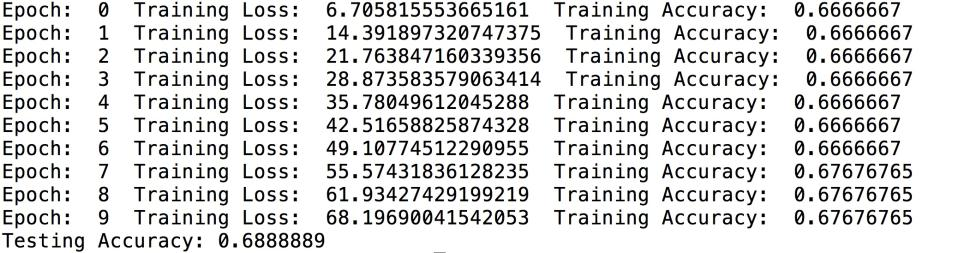 Epoch:  0  Training Loss:  6.705815553665161  Training Accuracy:  0.6666667
Epoch:  1  Training Loss:  14.391897320747375  Training Accuracy:  0.6666667
Epoch:  2  Training Loss:  21.763847160339356  Training Accuracy:  0.6666667
Epoch:  3  Training Loss:  28.873583579063414  Training Accuracy:  0.6666667
Epoch:  4  Training Loss:  35.78049612045288  Training Accuracy:  0.6666667
Epoch:  5  Training Loss:  42.51658825874328  Training Accuracy:  0.6666667
Epoch:  6  Training Loss:  49.10774512290955  Training Accuracy:  0.6666667
Epoch:  7  Training Loss:  55.57431836128235  Training Accuracy:  0.67676765
Epoch:  8  Training Loss:  61.93427429199219  Training Accuracy:  0.67676765
Epoch:  9  Training Loss:  68.19690041542053  Training Accuracy:  0.67676765
Testing Accuracy: 0.6888889